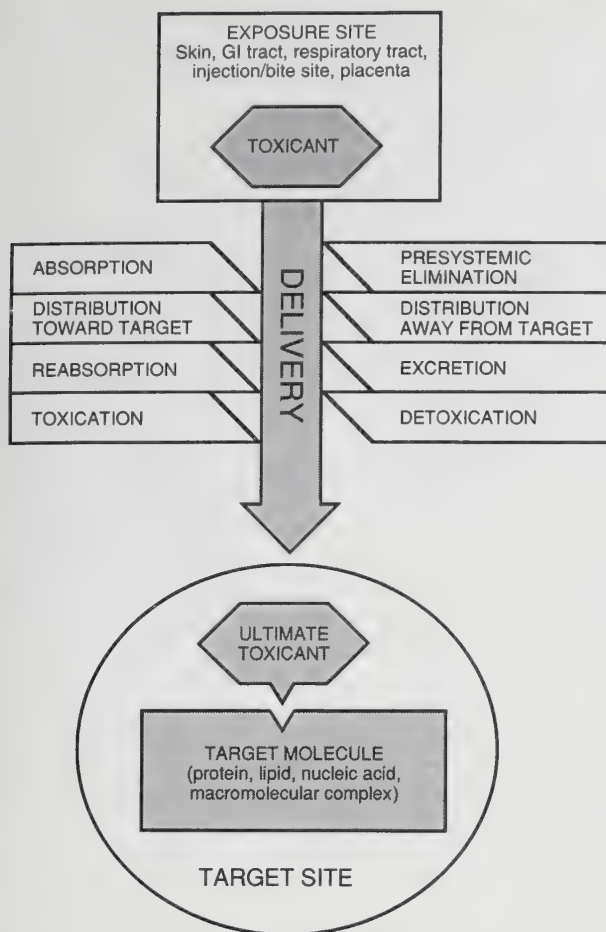 EXPOSURE SITE
Skin, GI tract, respiratory tract,
injection/bite site, placenta
TOXICANT
DELIVERY
ABSORPTION
DISTRIBUTION
TOWARD TARGET
REABSORPTION
TOXICATION
PRESYSTEMIC
ELIMINATION
DISTRIBUTION
AWAY FROM TARGET
EXCRETION
DETOXICATION
ULTIMATE
TOXICANT
TARGET MOLECULE
(protein, lipid, nucleic acid,
macromolecular complex)
TARGET SITE